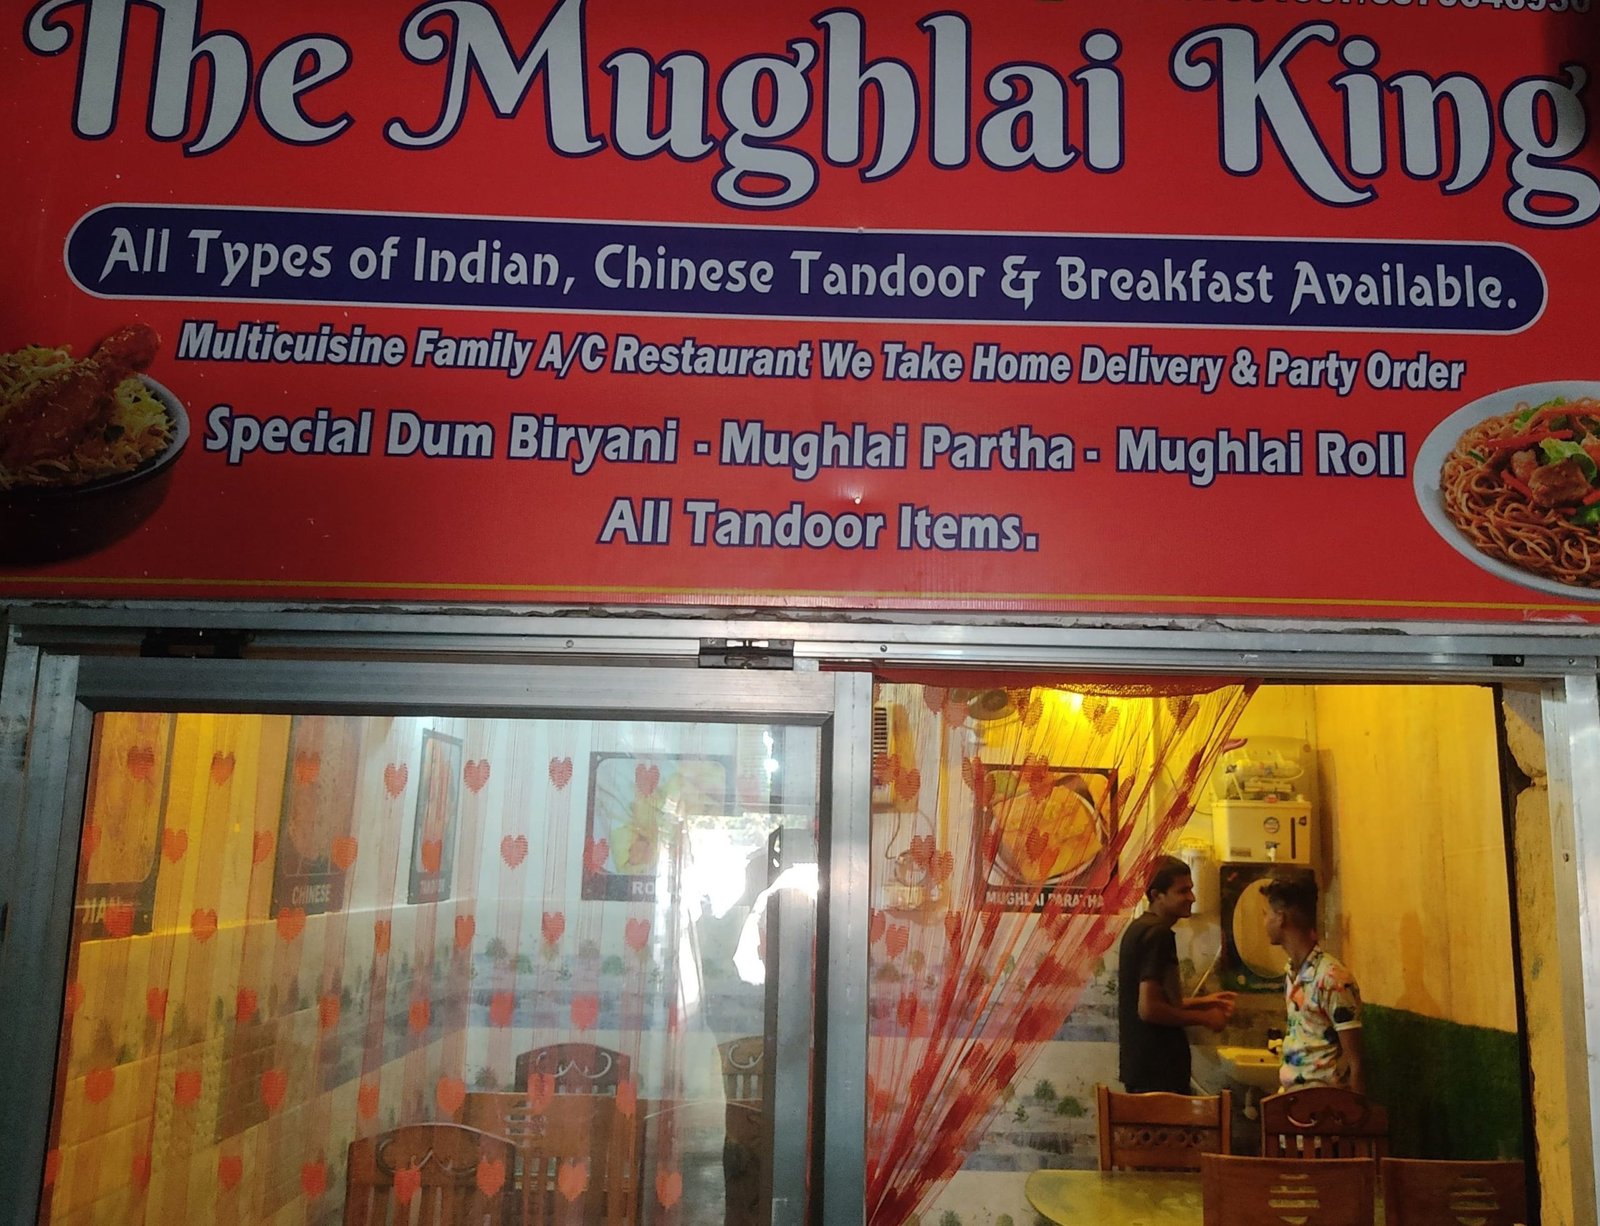 The Mughlai King
All Types of Indian, Chinese Tandoor & Breakfast Available.
Multicuisine Family A/C Restaurant We Take Home Delivery & Party Order
Special Dum Biryani - Mughlai Partha - Mughlai Roll
All Tandoor Items.
CHINESE
MUGHLAI PARATHA